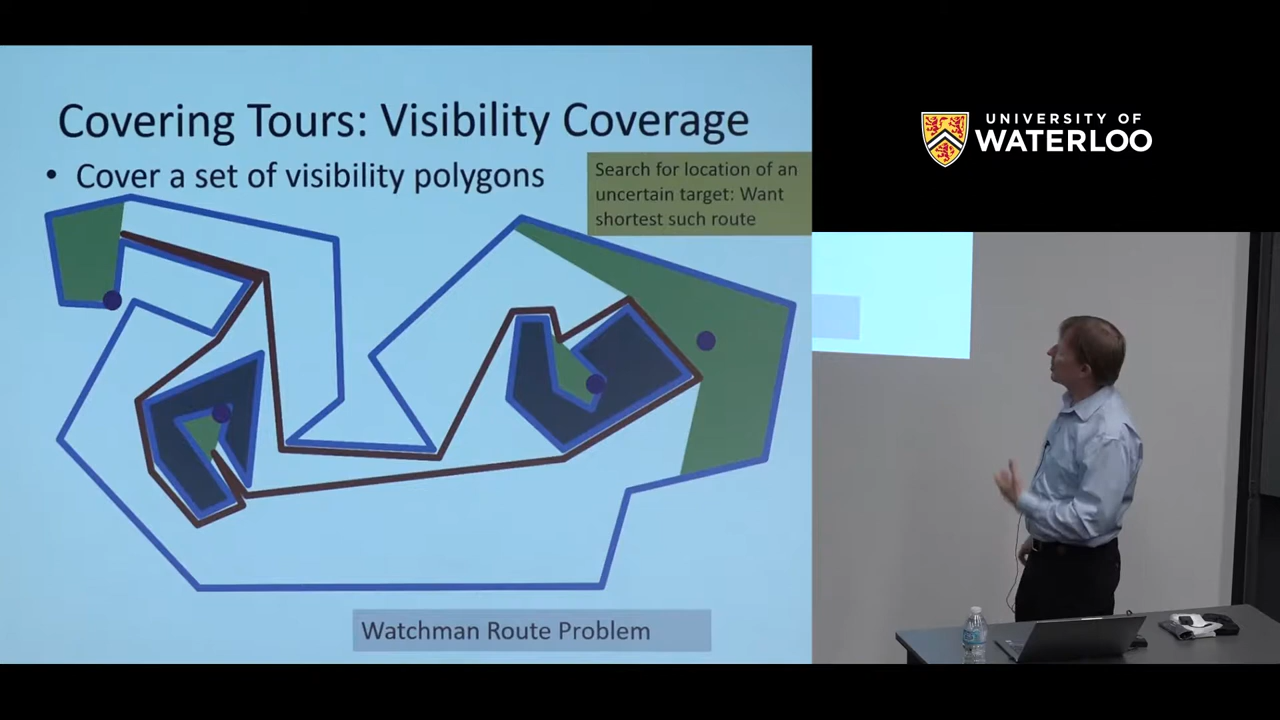 Covering Tours: Visibility Coverage
• Cover a set of visibility polygons
Search for location of an
uncertain target: Want
shortest such route
Watchman Route Problem
UNIVERSITY OF
WATERLOO